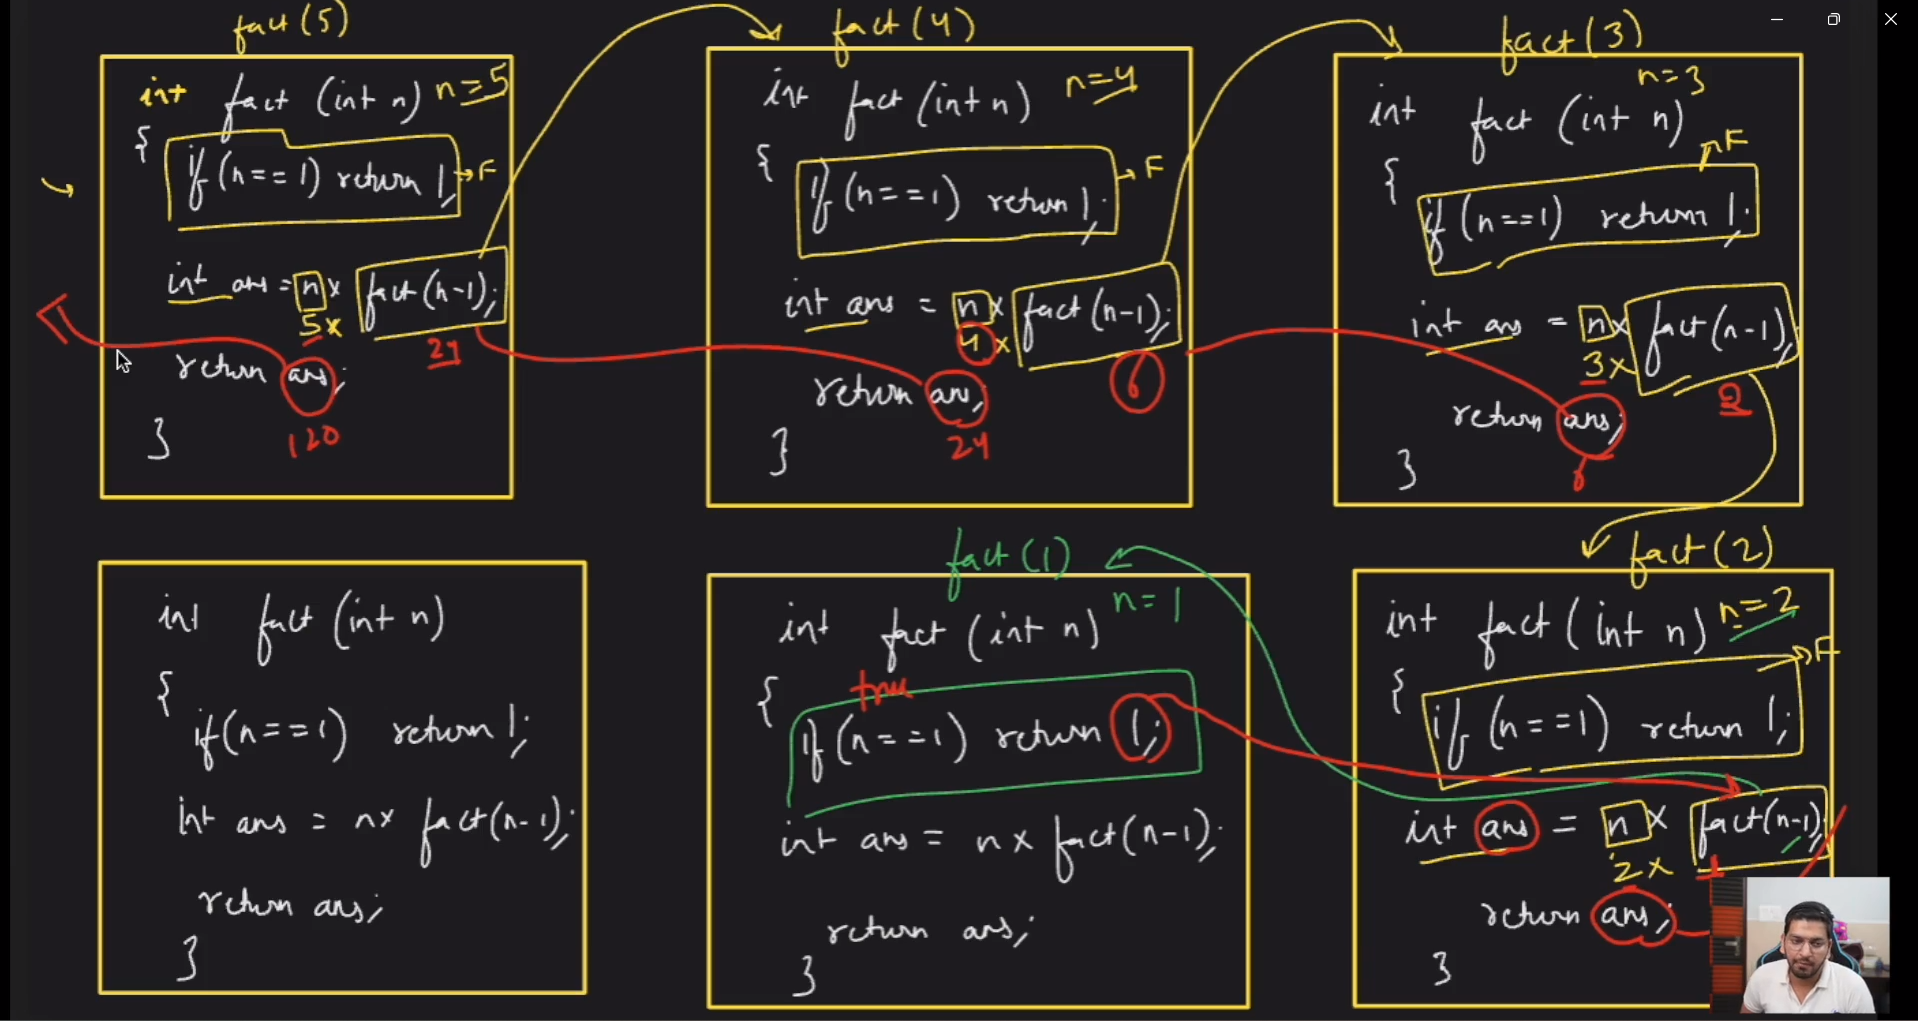 fact(5)
int fact (int n) n=5
{
if (n==1) return 1; → F
int ans = n x fact(n-1);
5x
24
return ans;
120
}
fact(4)
int fact (int n) n=4
{
if (n==1) return 1; → F
int ans = n x fact(n-1);
4 x
6
return ans;
24
}
fact(3)
n=3
int fact (int n)
F
{
if (n==1) return 1;
int ans = n x fact(n-1);
3x
2
return ans;
6
}
int fact (int n)
{
if(n==1) return 1;
int ans = nx fact(n-1);
return ans;
}
fact(1)
n=1
int fact (int n)
{
true
if (n==1) return 1;
int ans = n x fact(n-1);
return ans;
}
fact(2)
int fact (int n) n=2
F
{
if (n==1) return 1;
int ans = n x fact(n-1);
2x 1
return ans;
}